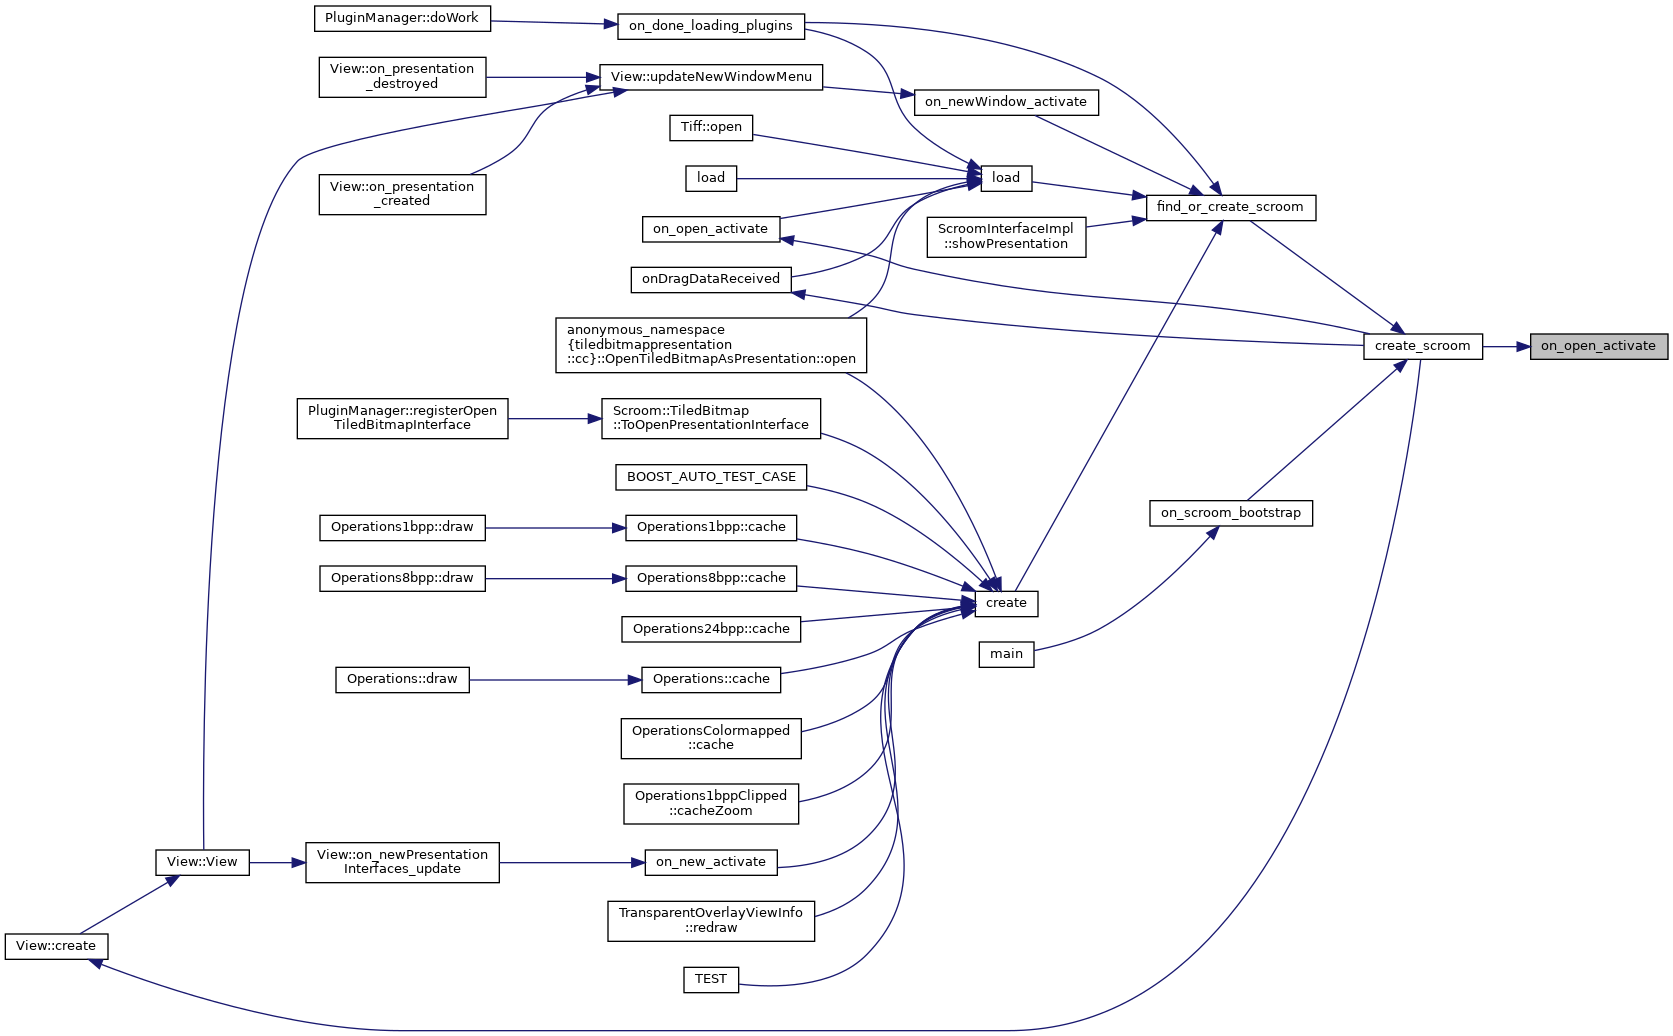 PluginManager::doWork
on_done_loading_plugins
View::on_presentation
_destroyed
View::updateNewWindowMenu
on_newWindow_activate
Tiff::open
load
load
View::on_presentation
_created
find_or_create_scroom
on_open_activate
ScroomInterfaceImpl
::showPresentation
onDragDataReceived
anonymous_namespace
{tiledbitmappresentation
::cc}::OpenTiledBitmapAsPresentation::open
create_scroom
on_open_activate
PluginManager::registerOpen
TiledBitmapInterface
Scroom::TiledBitmap
::ToOpenPresentationInterface
BOOST_AUTO_TEST_CASE
on_scroom_bootstrap
Operations1bpp::draw
Operations1bpp::cache
Operations8bpp::draw
Operations8bpp::cache
create
Operations24bpp::cache
main
Operations::draw
Operations::cache
OperationsColormapped
::cache
Operations1bppClipped
::cacheZoom
View::View
View::on_newPresentation
Interfaces_update
on_new_activate
TransparentOverlayViewInfo
::redraw
View::create
TEST